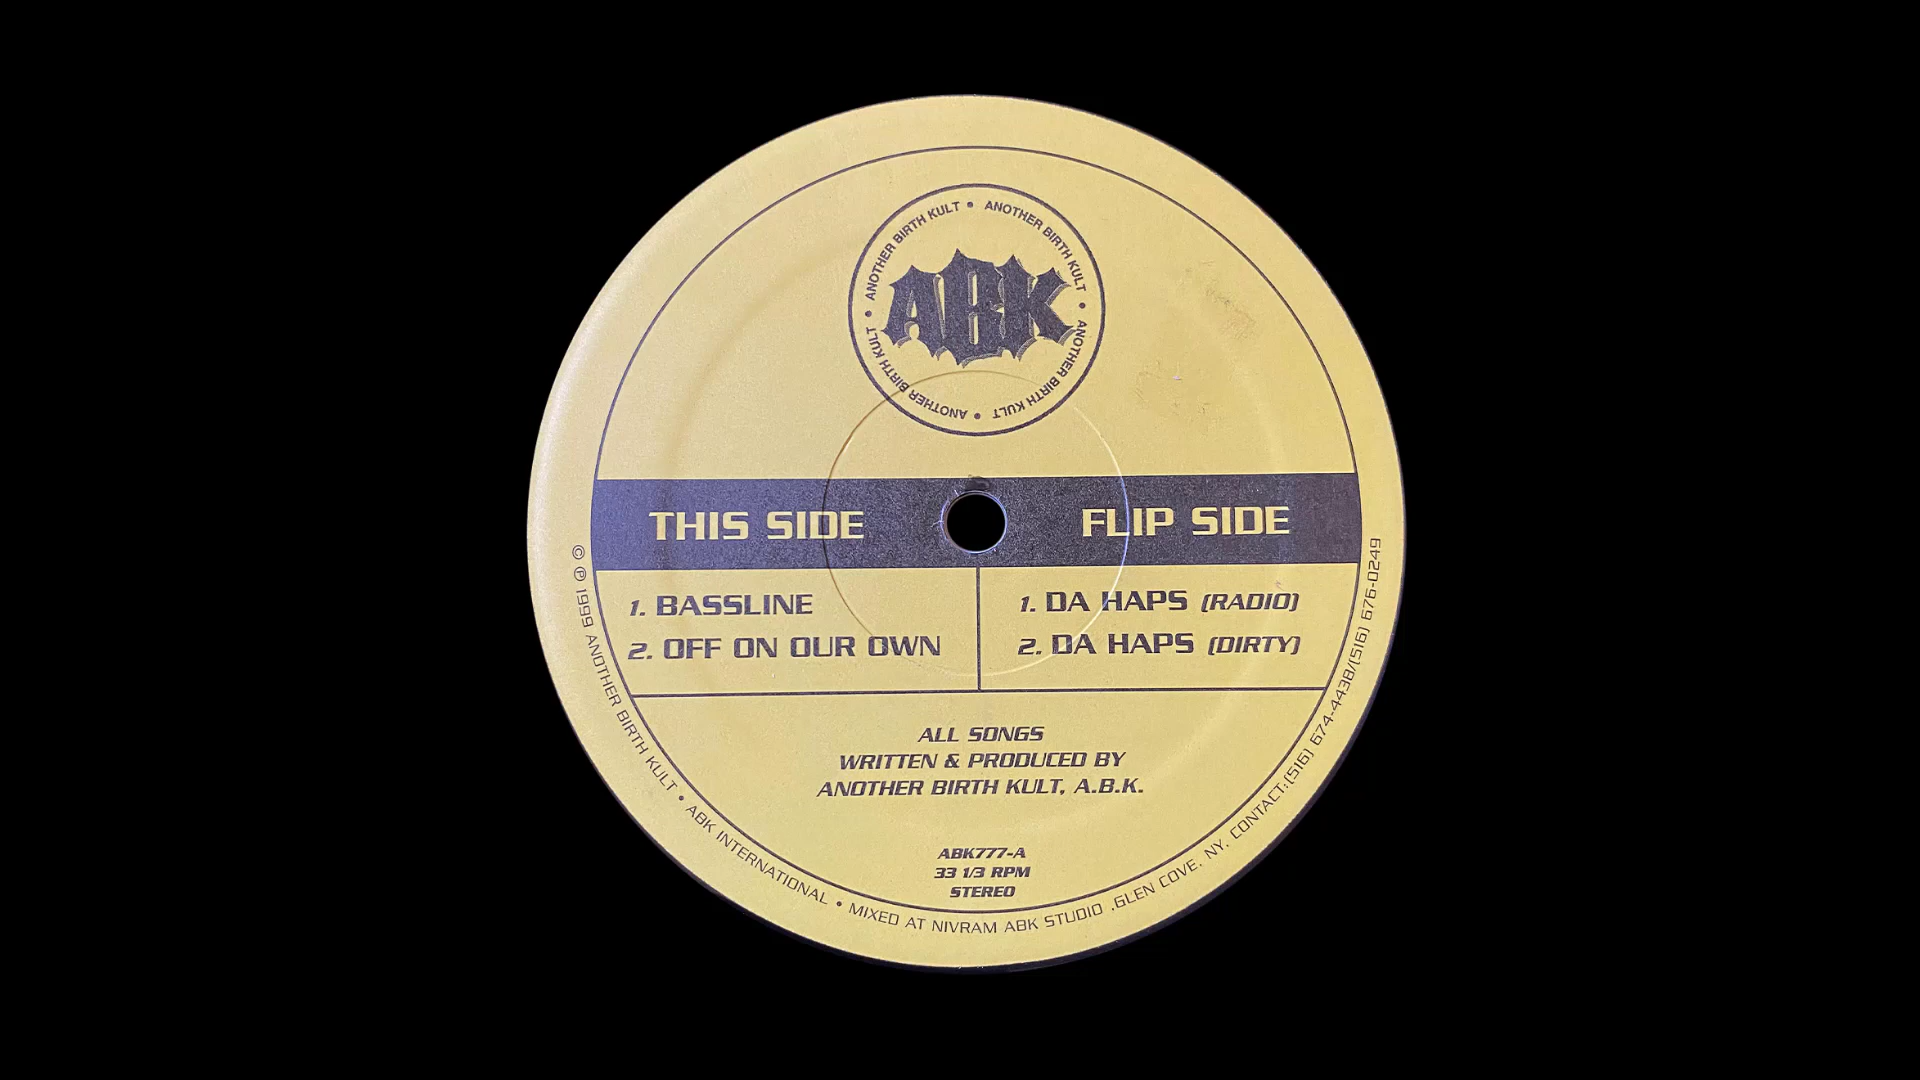 ANOTHER BIRTH KULT • ANOTHER BIRTH KULT • ANOTHER BIRTH KULT • ANOTHER BIRTH KULT •
ABK
THIS SIDE
1. BASSLINE
2. OFF ON OUR OWN
FLIP SIDE
1. DA HAPS (RADIO)
2. DA HAPS (DIRTY)
ALL SONGS
WRITTEN & PRODUCED BY
ANOTHER BIRTH KULT, A.B.K.
ABK777-A
33 1/3 RPM
STEREO
© ℗ 1999 ANOTHER BIRTH KULT • ABK INTERNATIONAL • MIXED AT NIVRAM ABK STUDIO .GLEN COVE. NY. CONTACT:(516) 674-4438/(516) 676-0249